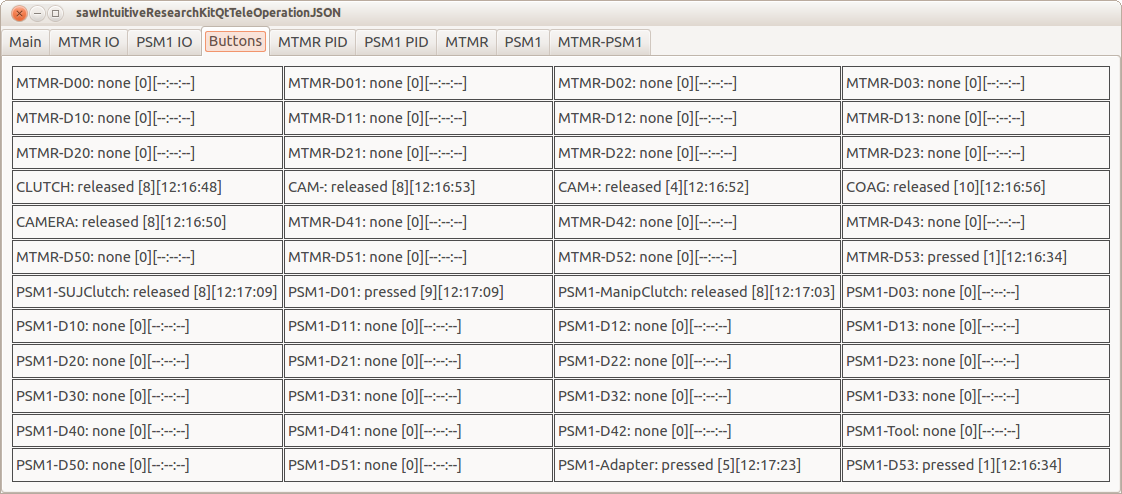 sawIntuitiveResearchKitQtTeleOperationJSON
Main MTMR IO PSM1 IO Buttons MTMR PID PSM1 PID MTMR PSM1 MTMR-PSM1
MTMR-D00: none [0][--:--:--] MTMR-D01: none [0][--:--:--] MTMR-D02: none [0][--:--:--] MTMR-D03: none [0][--:--:--]
MTMR-D10: none [0][--:--:--] MTMR-D11: none [0][--:--:--] MTMR-D12: none [0][--:--:--] MTMR-D13: none [0][--:--:--]
MTMR-D20: none [0][--:--:--] MTMR-D21: none [0][--:--:--] MTMR-D22: none [0][--:--:--] MTMR-D23: none [0][--:--:--]
CLUTCH: released [8][12:16:48] CAM-: released [8][12:16:53] CAM+: released [4][12:16:52] COAG: released [10][12:16:56]
CAMERA: released [8][12:16:50] MTMR-D41: none [0][--:--:--] MTMR-D42: none [0][--:--:--] MTMR-D43: none [0][--:--:--]
MTMR-D50: none [0][--:--:--] MTMR-D51: none [0][--:--:--] MTMR-D52: none [0][--:--:--] MTMR-D53: pressed [1][12:16:34]
PSM1-SUJClutch: released [8][12:17:09] PSM1-D01: pressed [9][12:17:09] PSM1-ManipClutch: released [8][12:17:03] PSM1-D03: none [0][--:--:--]
PSM1-D10: none [0][--:--:--] PSM1-D11: none [0][--:--:--] PSM1-D12: none [0][--:--:--] PSM1-D13: none [0][--:--:--]
PSM1-D20: none [0][--:--:--] PSM1-D21: none [0][--:--:--] PSM1-D22: none [0][--:--:--] PSM1-D23: none [0][--:--:--]
PSM1-D30: none [0][--:--:--] PSM1-D31: none [0][--:--:--] PSM1-D32: none [0][--:--:--] PSM1-D33: none [0][--:--:--]
PSM1-D40: none [0][--:--:--] PSM1-D41: none [0][--:--:--] PSM1-D42: none [0][--:--:--] PSM1-Tool: none [0][--:--:--]
PSM1-D50: none [0][--:--:--] PSM1-D51: none [0][--:--:--] PSM1-Adapter: pressed [5][12:17:23] PSM1-D53: pressed [1][12:16:34]